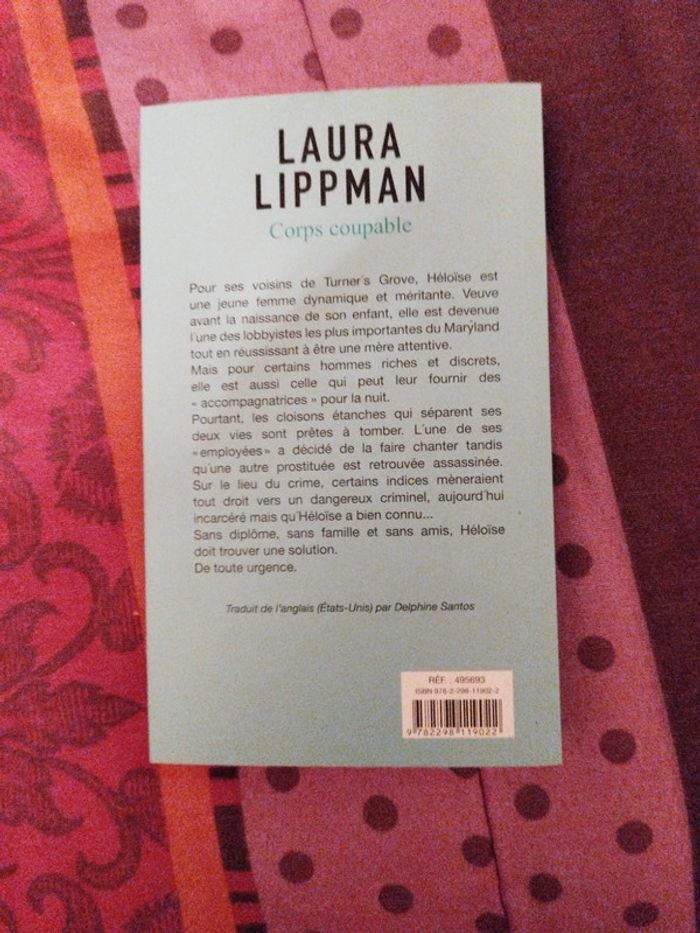 LAURA
LIPPMAN
Corps coupable
Pour ses voisins de Turner's Grove, Héloïse est
une jeune femme dynamique et méritante. Veuve
avant la naissance de son enfant, elle est devenue
l'une des lobbyistes les plus importantes du Maryland
tout en réussissant à être une mère attentive.
Mais pour certains hommes riches et discrets,
elle est aussi celle qui peut leur fournir des
« accompagnatrices » pour la nuit.
Pourtant, les cloisons étanches qui séparent ses
deux vies sont prêtes à tomber. L'une de ses
« employées » a décidé de la faire chanter tandis
qu'une autre prostituée est retrouvée assassinée.
Sur le lieu du crime, certains indices mèneraient
tout droit vers un dangereux criminel, aujourd'hui
incarcéré mais qu'Héloïse a bien connu...
Sans diplôme, sans famille et sans amis, Héloïse
doit trouver une solution.
De toute urgence.
Traduit de l'anglais (États-Unis) par Delphine Santos
RÉF. : 495693
ISBN 978-2-298-11902-2
9 782298 119022